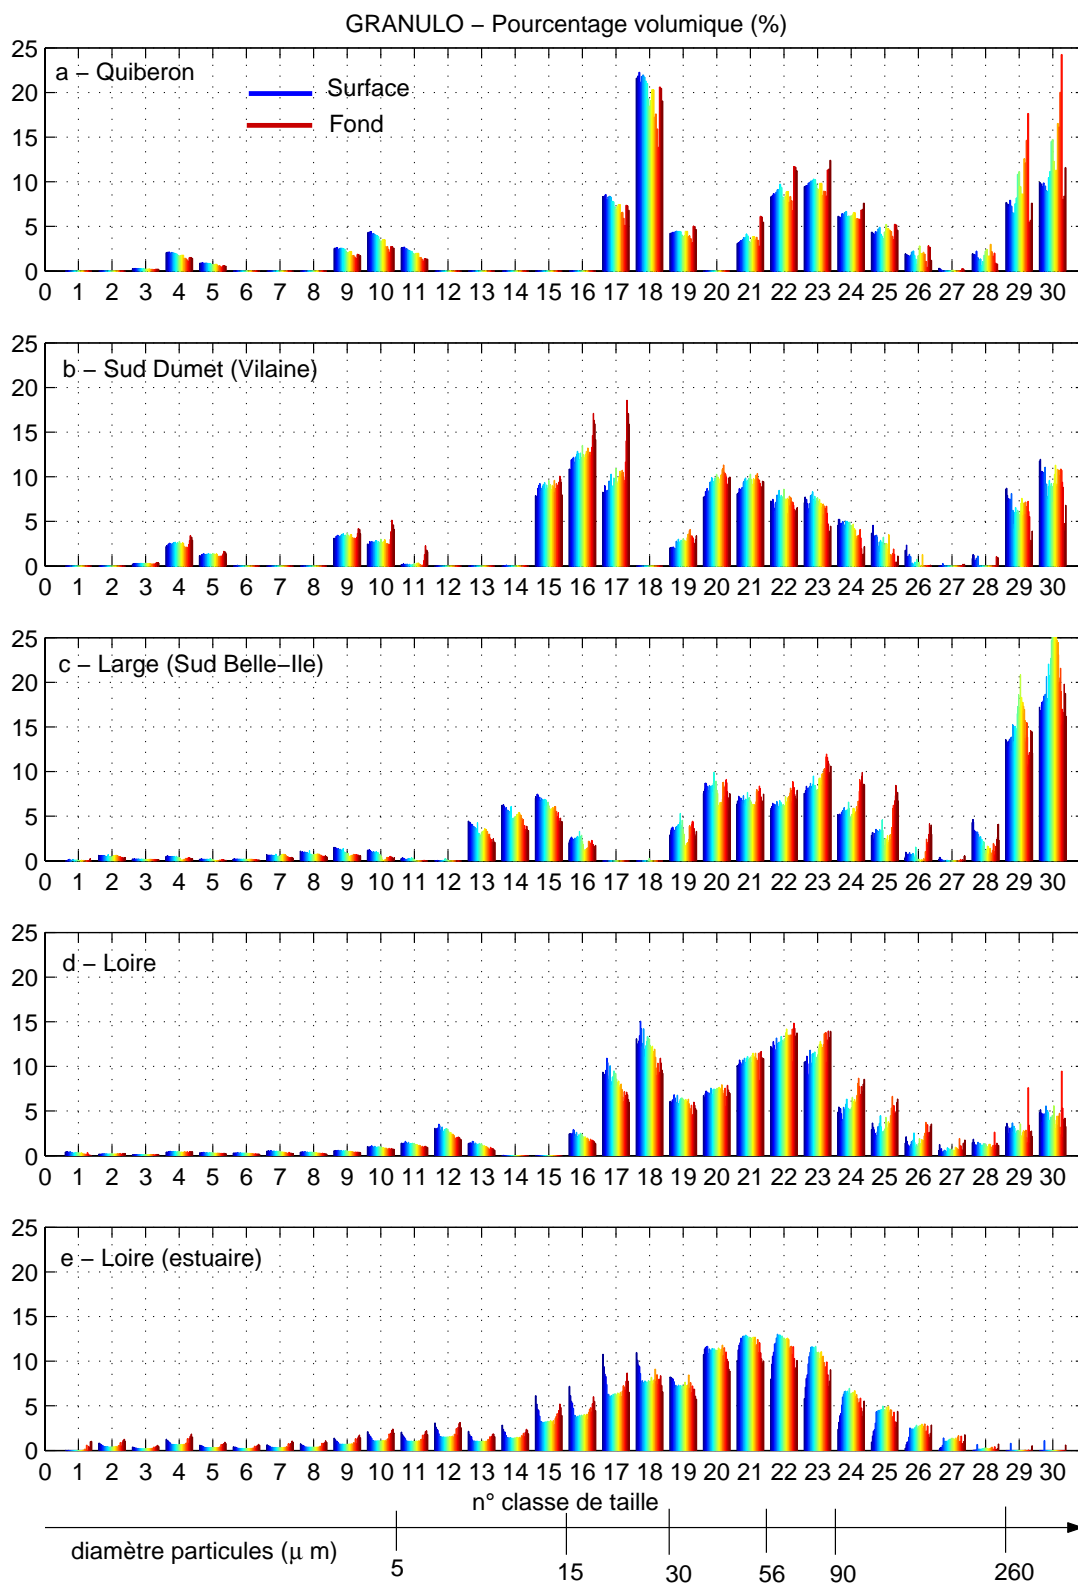 GRANULO – Pourcentage volumique (%)
25
20
15
10
5
0
a – Quiberon
Surface
Fond
0 1 2 3 4 5 6 7 8 9 10 11 12 13 14 15 16 17 18 19 20 21 22 23 24 25 26 27 28 29 30
25
20
15
10
5
0
b – Sud Dumet (Vilaine)
0 1 2 3 4 5 6 7 8 9 10 11 12 13 14 15 16 17 18 19 20 21 22 23 24 25 26 27 28 29 30
25
20
15
10
5
0
c – Large (Sud Belle–Ile)
0 1 2 3 4 5 6 7 8 9 10 11 12 13 14 15 16 17 18 19 20 21 22 23 24 25 26 27 28 29 30
25
20
15
10
5
0
d – Loire
0 1 2 3 4 5 6 7 8 9 10 11 12 13 14 15 16 17 18 19 20 21 22 23 24 25 26 27 28 29 30
25
20
15
10
5
0
e – Loire (estuaire)
0 1 2 3 4 5 6 7 8 9 10 11 12 13 14 15 16 17 18 19 20 21 22 23 24 25 26 27 28 29 30
n° classe de taille
diamètre particules (μ m)
5 15 30 56 90 260